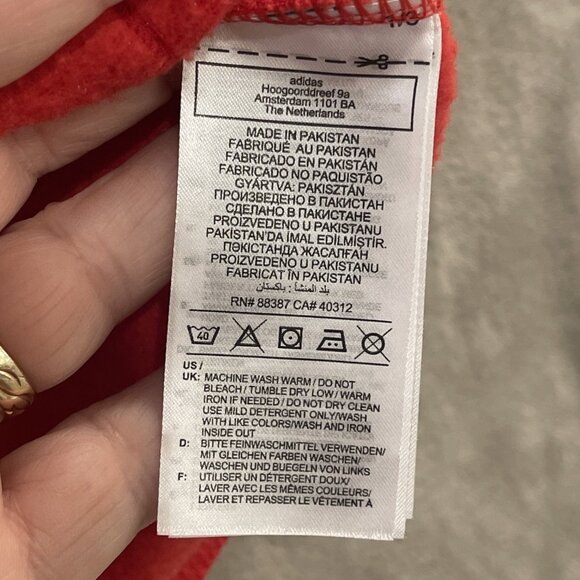 adidas
Hoogoorddreef 9a
Amsterdam 1101 BA
The Netherlands
MADE IN PAKISTAN
FABRIQUÉ AU PAKISTAN
FABRICADO EN PAKISTÁN
FABRICADO NO PAQUISTÃO
GYÁRTVA: PAKISZTÁN
ПРОИЗВЕДЕНО В ПАКИСТАН
СДЕЛАНО В ПАКИСТАНЕ
PROIZVEDENO U PAKISTANU
PAKISTAN'DA IMAL EDİLMİŞTİR.
ПӘКІСТАНДА ЖАСАЛҒАН
PROIZVEDENO U PAKISTANU
FABRICAT ÎN PAKISTAN
بلد المنشأ : باكستان
RN# 88387 CA# 40312
40
US /
UK: MACHINE WASH WARM / DO NOT
BLEACH / TUMBLE DRY LOW / WARM
IRON IF NEEDED / DO NOT DRY CLEAN
USE MILD DETERGENT ONLY/WASH
WITH LIKE COLORS/WASH AND IRON
INSIDE OUT
D: BITTE FEINWASCHMITTEL VERWENDEN/
MIT GLEICHEN FARBEN WASCHEN/
WASCHEN UND BUEGELN VON LINKS
F: UTILISER UN DÉTERGENT DOUX/
LAVER AVEC LES MÊMES COULEURS/
LAVER ET REPASSER LE VÊTEMENT À